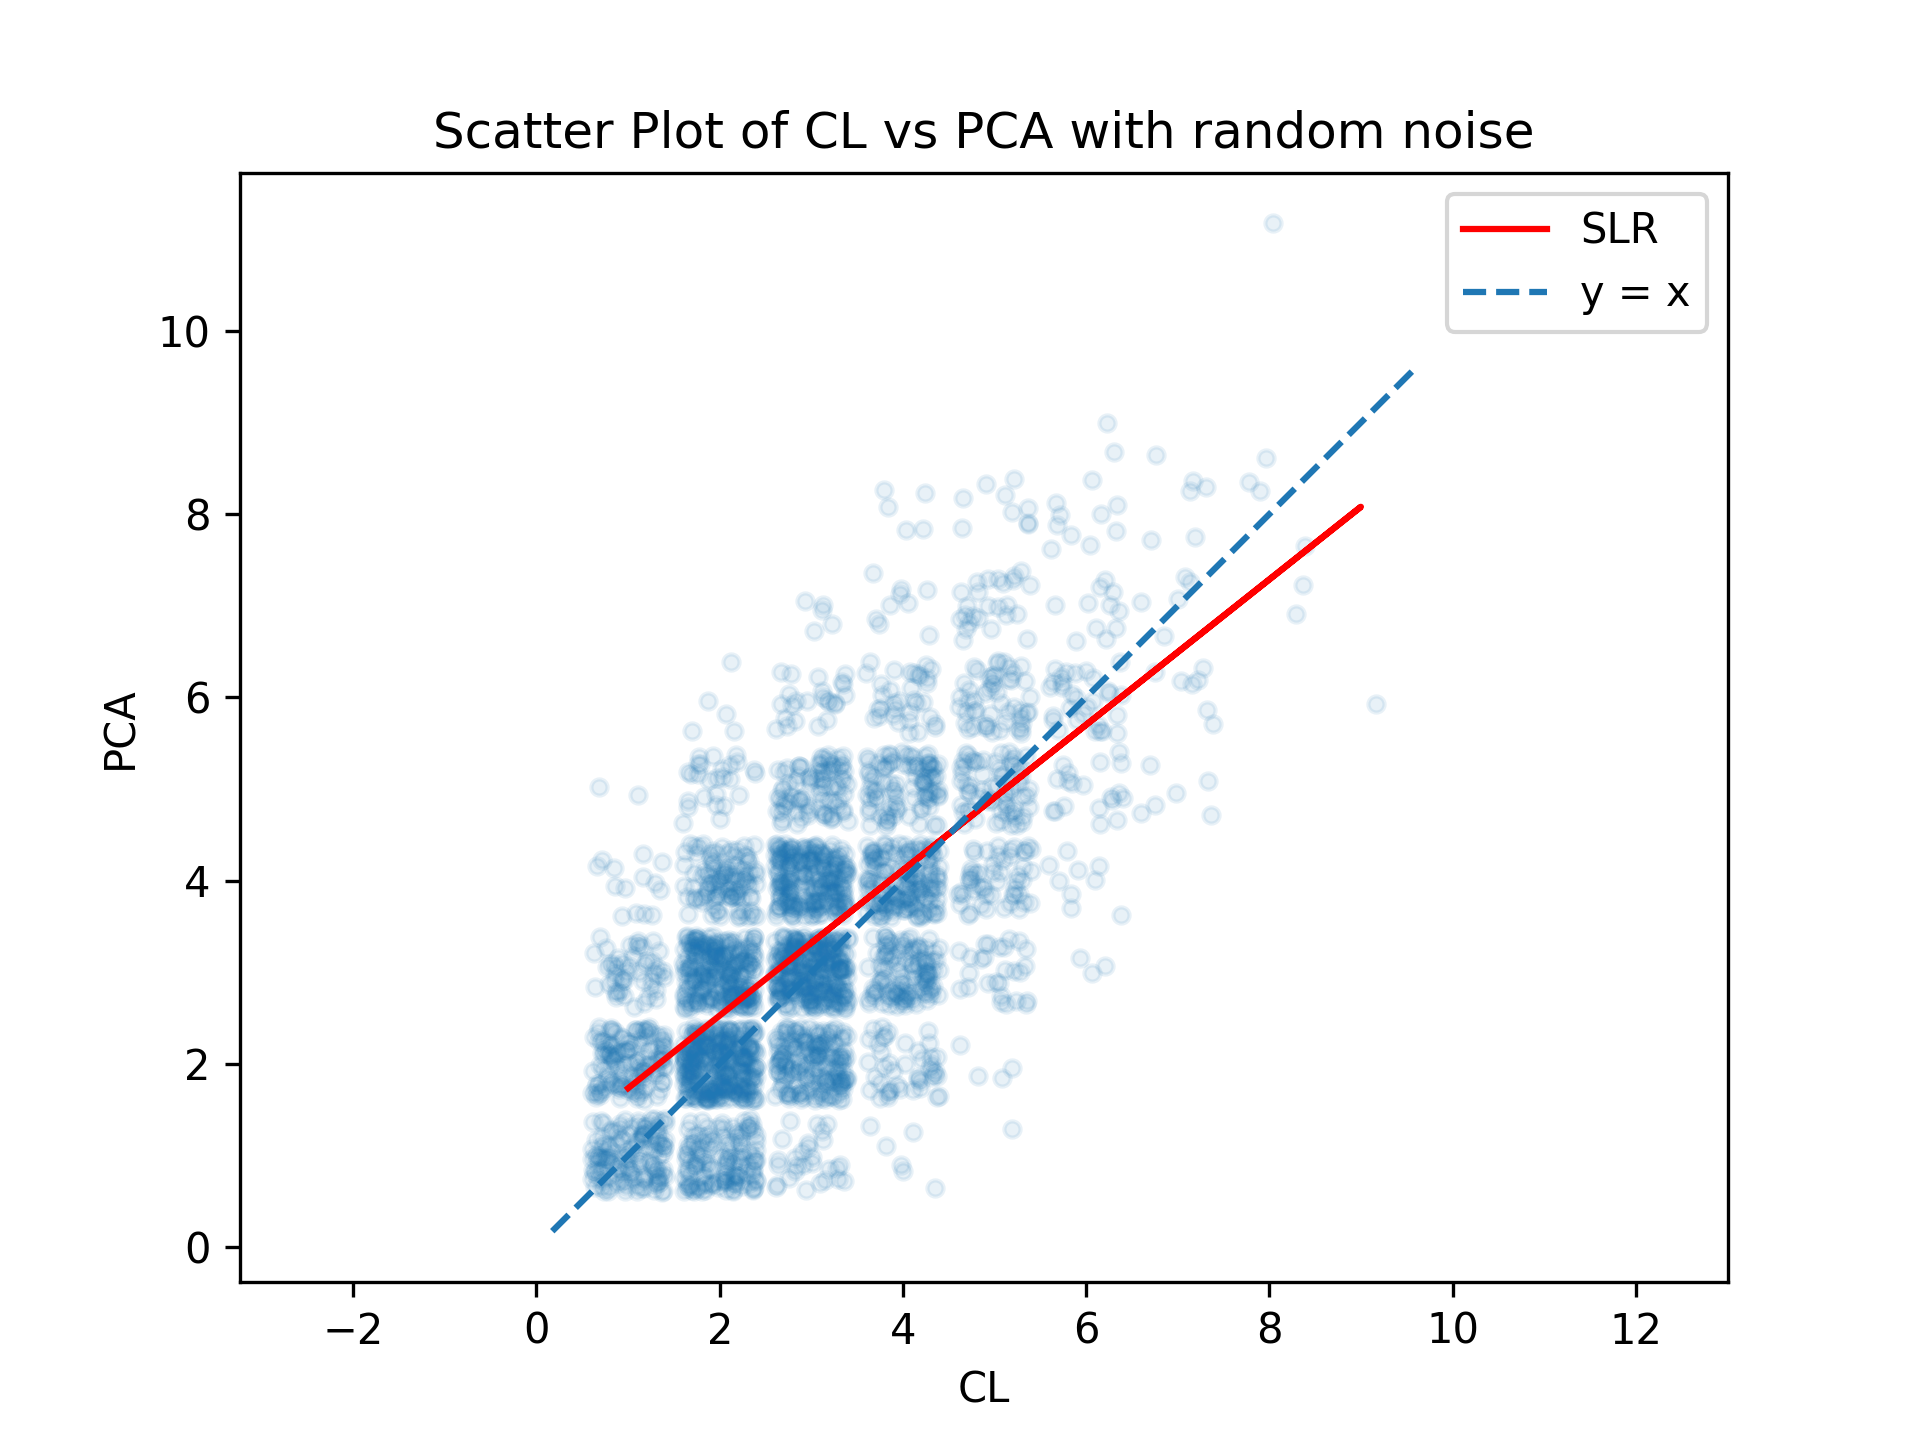 Scatter Plot of CL vs PCA with random noise
SLR
y = x
10
8
6
4
2
0
PCA
−2 0 2 4 6 8 10 12
CL